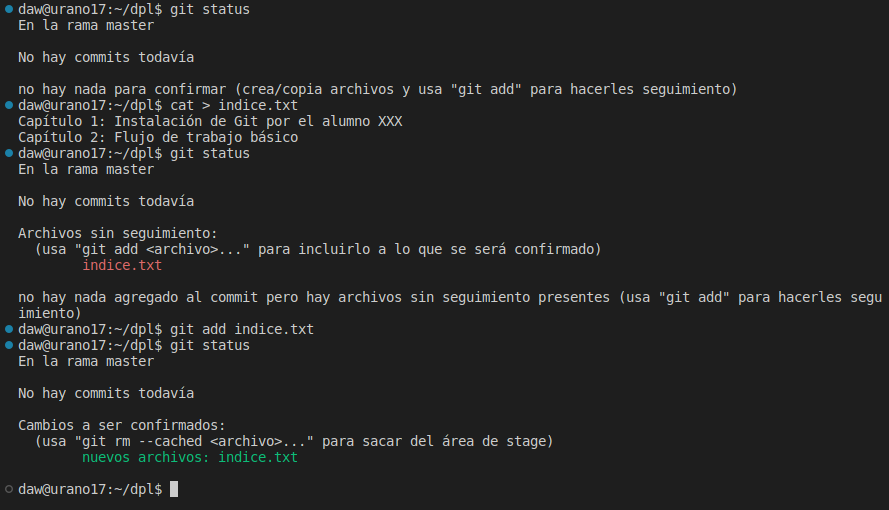 daw@urano17:~/dpl$ git status
En la rama master
No hay commits todavía
no hay nada para confirmar (crea/copia archivos y usa "git add" para hacerles seguimiento)
daw@urano17:~/dpl$ cat > indice.txt
Capítulo 1: Instalación de Git por el alumno XXX
Capítulo 2: Flujo de trabajo básico
daw@urano17:~/dpl$ git status
En la rama master
No hay commits todavía
Archivos sin seguimiento:
(usa "git add <archivo>..." para incluirlo a lo que se será confirmado)
indice.txt
no hay nada agregado al commit pero hay archivos sin seguimiento presentes (usa "git add" para hacerles segu
imiento)
daw@urano17:~/dpl$ git add indice.txt
daw@urano17:~/dpl$ git status
En la rama master
No hay commits todavía
Cambios a ser confirmados:
(usa "git rm --cached <archivo>..." para sacar del área de stage)
nuevos archivos: indice.txt
daw@urano17:~/dpl$